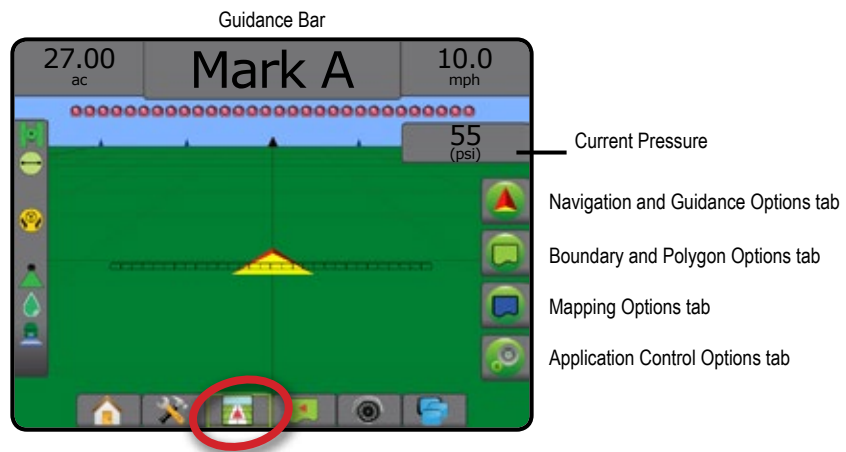 Guidance Bar
27.00
ac
Mark A
10.0
mph
55
(psi)
Current Pressure
Navigation and Guidance Options tab
Boundary and Polygon Options tab
Mapping Options tab
Application Control Options tab